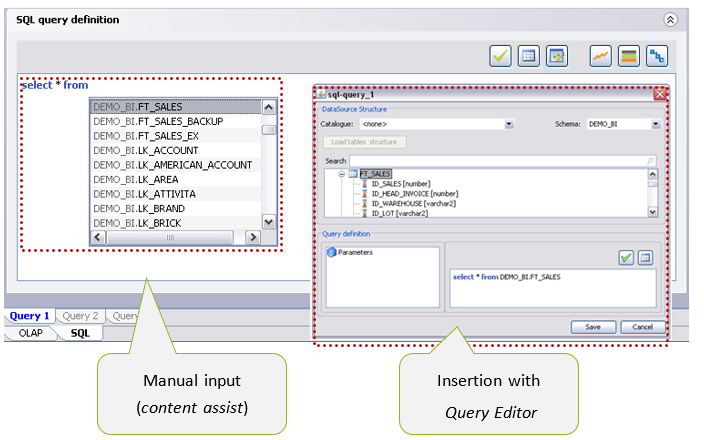 SQL query definition
select * from
DEMO_BI.FT_SALES
DEMO_BI.FT_SALES_BACKUP
DEMO_BI.FT_SALES_EX
DEMO_BI.LK_ACCOUNT
DEMO_BI.LK_AMERICAN_ACCOUNT
DEMO_BI.LK_AREA
DEMO_BI.LK_ATTIVITA
DEMO_BI.LK_BRAND
DEMO_BI.LK_BRICK
sql-query_1
DataSource Structure
Catalogue: <none> Schema: DEMO_BI
Load tables structure
Search
FT_SALES
ID_SALES [number]
ID_HEAD_INVOICE [number]
ID_WAREHOUSE [varchar2]
ID_LOT [varchar2]
Query definition
Parameters
select * from DEMO_BI.FT_SALES
Save Cancel
Query 1 Query 2 Query
OLAP SQL
Manual input
(content assist)
Insertion with
Query Editor